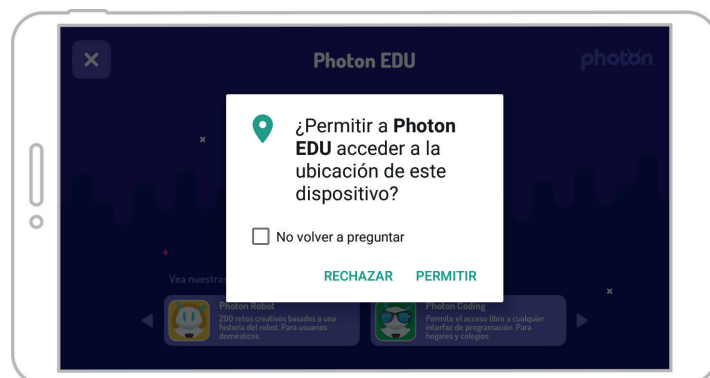 Photon EDU
photon
¿Permitir a Photon
EDU acceder a la
ubicación de este
dispositivo?
No volver a preguntar
RECHAZAR PERMITIR
Vea nuestras
Photon Robot
200 retos creativos basados a una
historia del robot. Para usuarios
domésticos.
Photon Coding
Permite el acceso libre a cualquier
interfaz de programación. Para
hogares y colegios.